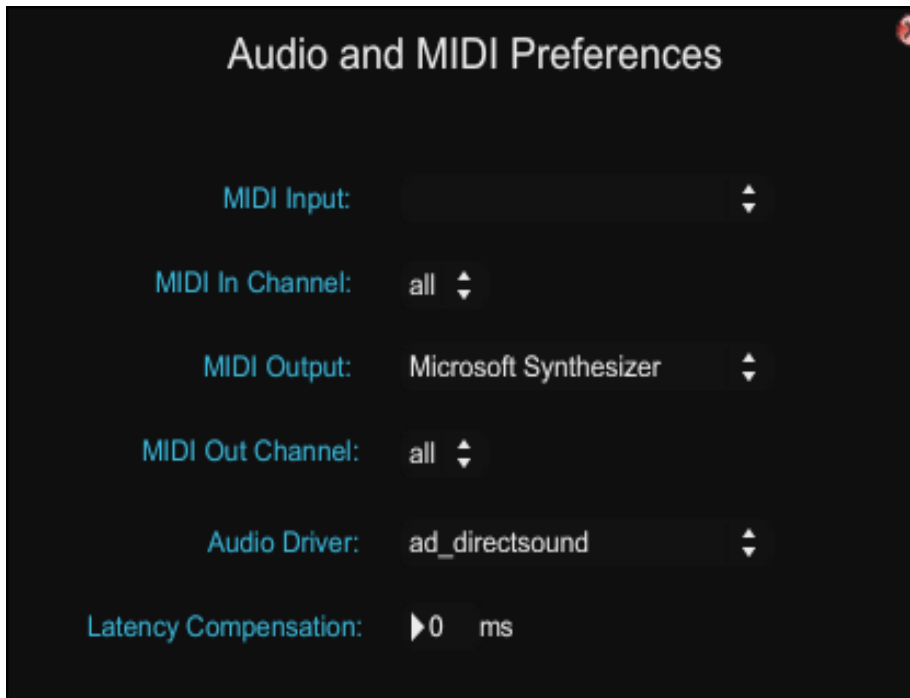 Audio and MIDI Preferences
MIDI Input:
MIDI In Channel: all
MIDI Output: Microsoft Synthesizer
MIDI Out Channel: all
Audio Driver: ad_directsound
Latency Compensation: 0 ms